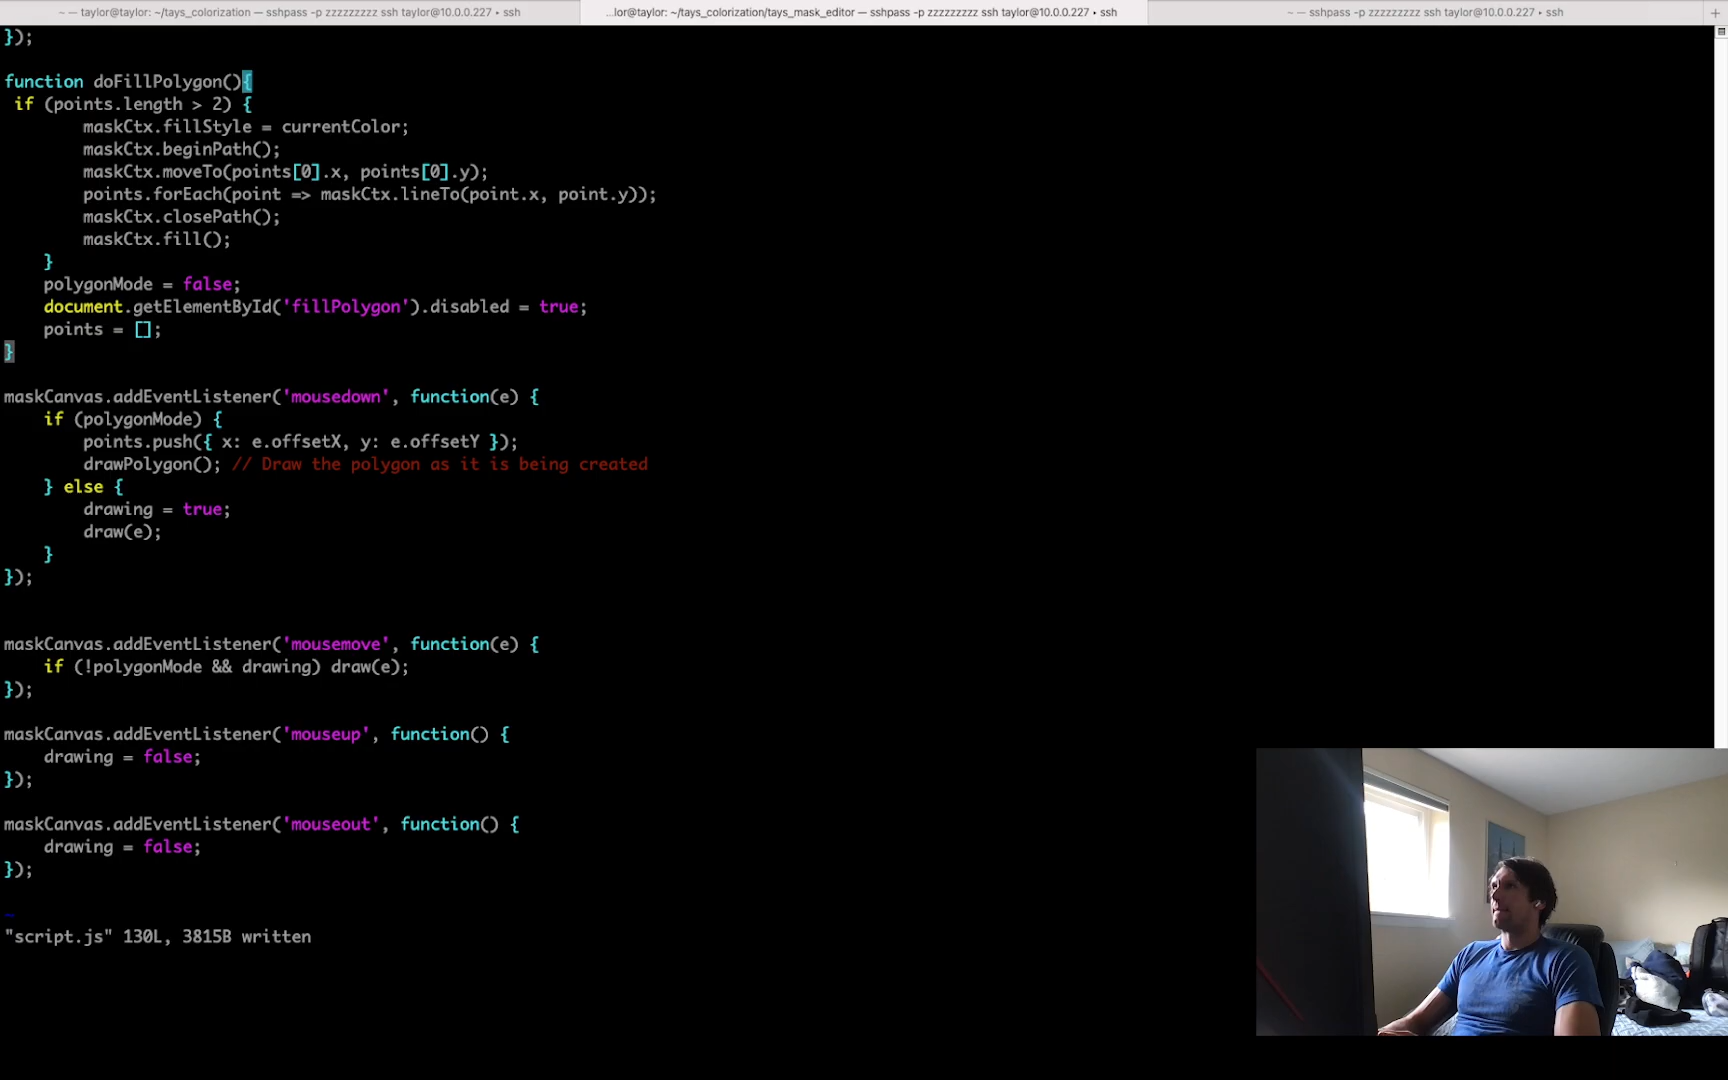 ~ — taylor@taylor: ~/tays_colorization — sshpass -p zzzzzzzzz ssh taylor@10.0.0.227 ▸ ssh
...lor@taylor: ~/tays_colorization/tays_mask_editor — sshpass -p zzzzzzzzz ssh taylor@10.0.0.227 ▸ ssh
~ — sshpass -p zzzzzzzzz ssh taylor@10.0.0.227 ▸ ssh
});
function doFillPolygon(){
if (points.length > 2) {
maskCtx.fillStyle = currentColor;
maskCtx.beginPath();
maskCtx.moveTo(points[0].x, points[0].y);
points.forEach(point => maskCtx.lineTo(point.x, point.y));
maskCtx.closePath();
maskCtx.fill();
}
polygonMode = false;
document.getElementById('fillPolygon').disabled = true;
points = [];
}
maskCanvas.addEventListener('mousedown', function(e) {
if (polygonMode) {
points.push({ x: e.offsetX, y: e.offsetY });
drawPolygon(); // Draw the polygon as it is being created
} else {
drawing = true;
draw(e);
}
});
maskCanvas.addEventListener('mousemove', function(e) {
if (!polygonMode && drawing) draw(e);
});
maskCanvas.addEventListener('mouseup', function() {
drawing = false;
});
maskCanvas.addEventListener('mouseout', function() {
drawing = false;
});
~
"script.js" 130L, 3815B written